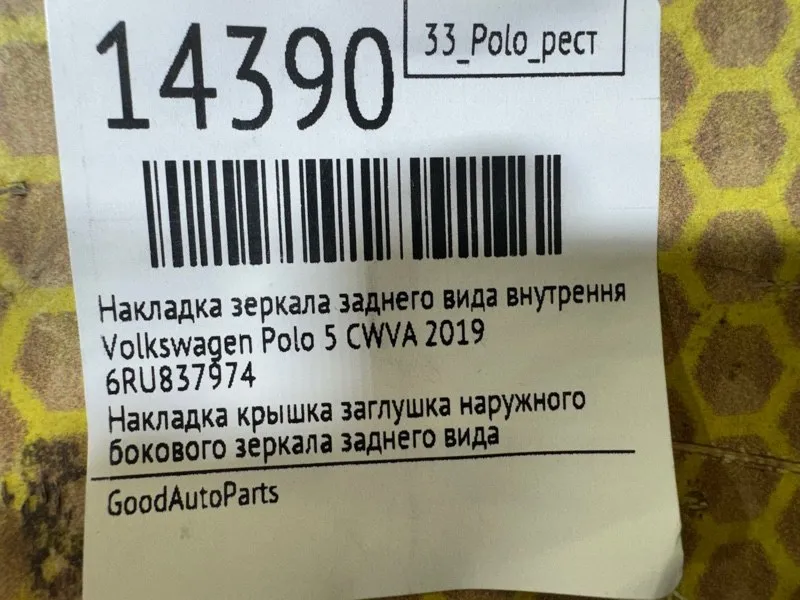 14390
33_Polo_рест
Накладка зеркала заднего вида внутрення
Volkswagen Polo 5 CWVA 2019
6RU837974
Накладка крышка заглушка наружного
бокового зеркала заднего вида
GoodAutoParts